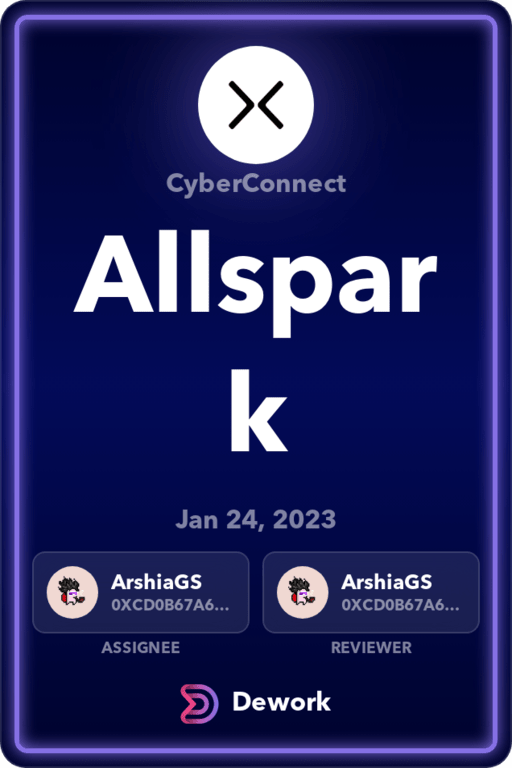 CyberConnect
Allspar
k
Jan 24, 2023
ArshiaGS
0XCD0B67A6...
ASSIGNEE
ArshiaGS
0XCD0B67A6...
REVIEWER
Dework